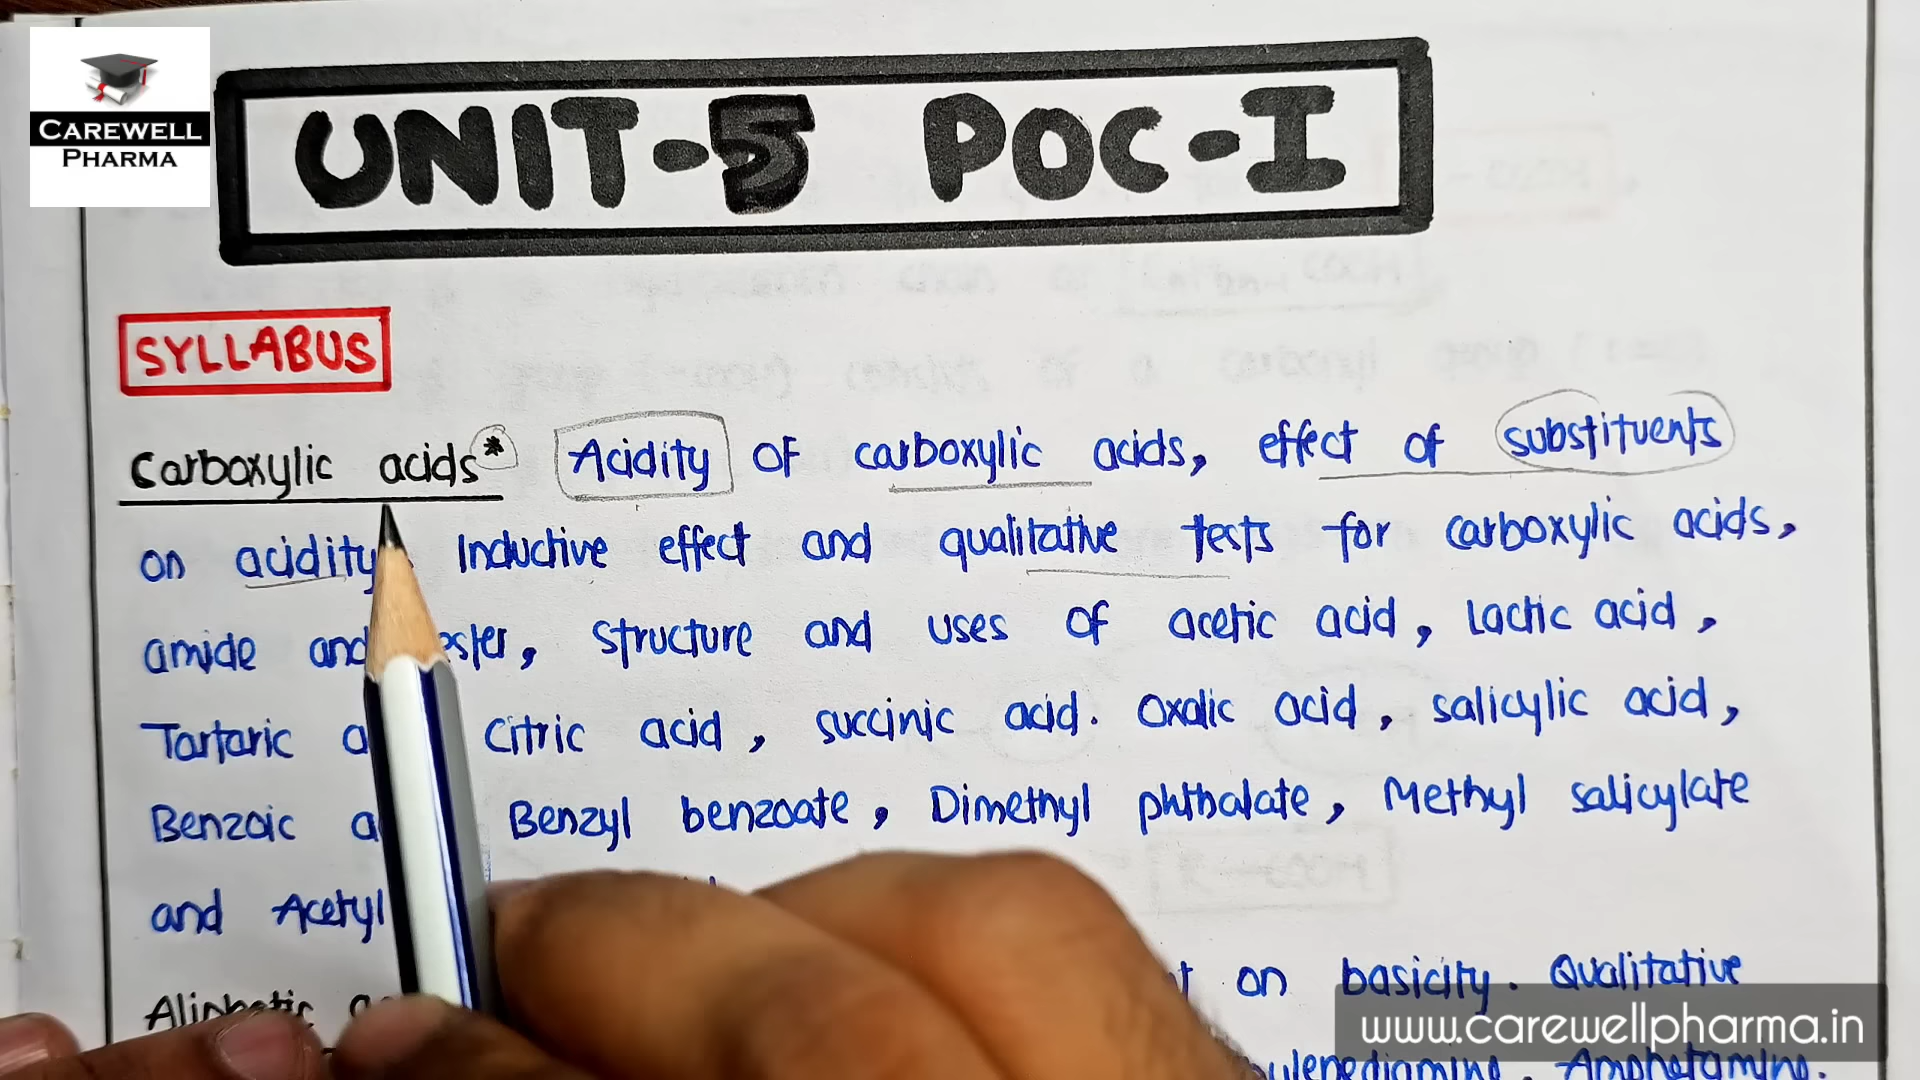 CAREWELL
PHARMA
UNIT-5 POC-I
SYLLABUS
Carboxylic acids* Acidity of carboxylic acids, effect of substituents
on acidity Inductive effect and qualitative tests for carboxylic acids,
amide and ester, Structure and uses of acetic acid, Lactic acid,
Tartaric Citric acid, succinic acid. Oxalic acid, salicylic acid,
Benzoic Benzyl benzoate, Dimethyl phthalate, Methyl salicylate
and Acetyl
Aliphatic on basicity. Qualitative
Amphetamine.
www.carewellpharma.in